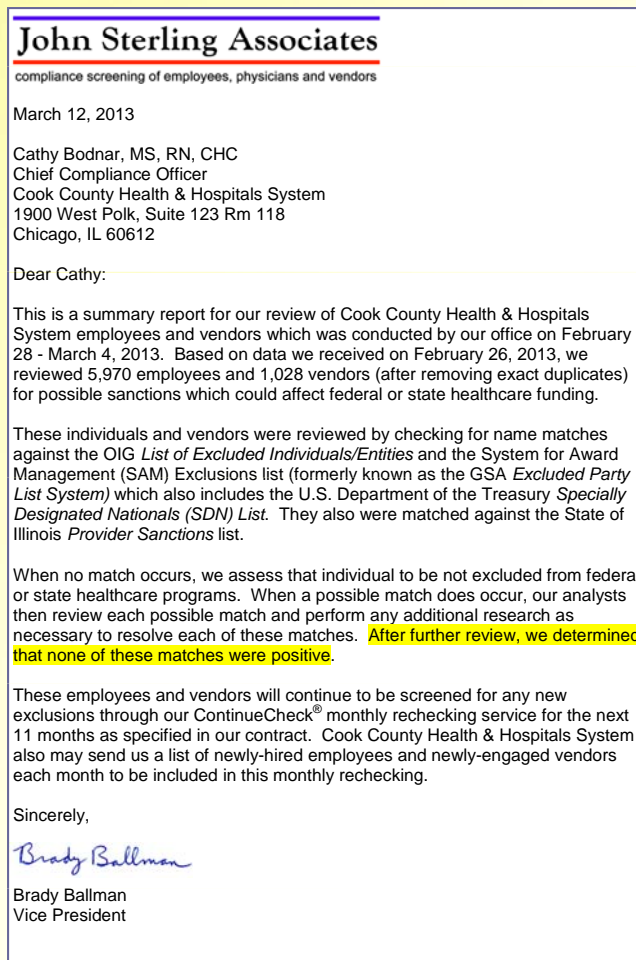 John Sterling Associates
compliance screening of employees, physicians and vendors
March 12, 2013
Cathy Bodnar, MS, RN, CHC
Chief Compliance Officer
Cook County Health & Hospitals System
1900 West Polk, Suite 123 Rm 118
Chicago, IL 60612
Dear Cathy:
This is a summary report for our review of Cook County Health & Hospitals
System employees and vendors which was conducted by our office on February
28 - March 4, 2013.  Based on data we received on February 26, 2013, we
reviewed 5,970 employees and 1,028 vendors (after removing exact duplicates)
for possible sanctions which could affect federal or state healthcare funding.
These individuals and vendors were reviewed by checking for name matches
against the OIG List of Excluded Individuals/Entities and the System for Award
Management (SAM) Exclusions list (formerly known as the GSA Excluded Party
List System) which also includes the U.S. Department of the Treasury Specially
Designated Nationals (SDN) List.  They also were matched against the State of
Illinois Provider Sanctions list.
When no match occurs, we assess that individual to be not excluded from federa
or state healthcare programs.  When a possible match does occur, our analysts
then review each possible match and perform any additional research as
necessary to resolve each of these matches.  After further review, we determined
that none of these matches were positive.
These employees and vendors will continue to be screened for any new
exclusions through our ContinueCheck® monthly rechecking service for the next
11 months as specified in our contract.  Cook County Health & Hospitals System
also may send us a list of newly-hired employees and newly-engaged vendors
each month to be included in this monthly rechecking.
Sincerely,
Brady Ballman
Brady Ballman
Vice President